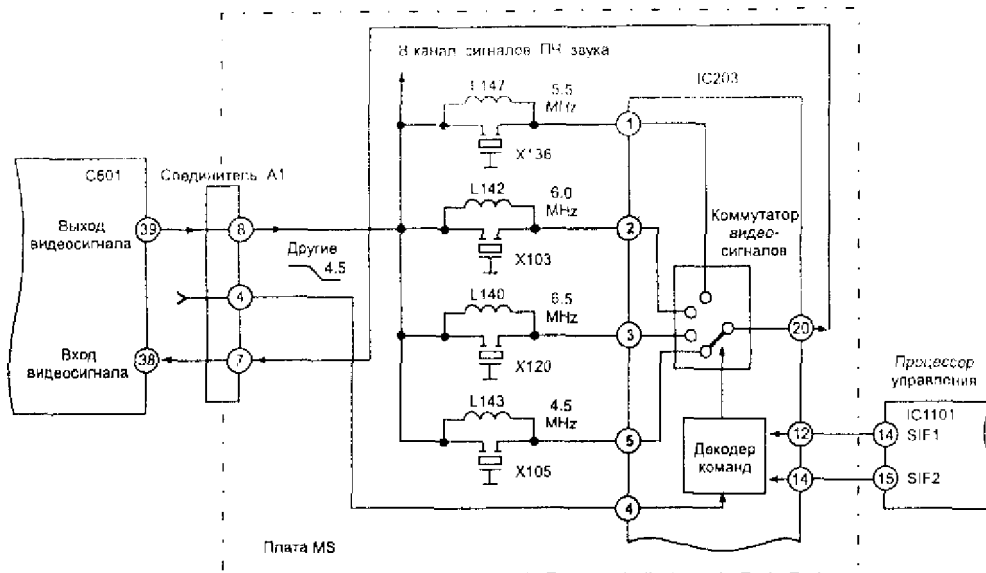 В канал сигналов ПЧ звука
IC203
L147
5.5
MHz
1
X136
C601
Соединитель А1
L142
6.0
MHz
Коммутатор
видео-
сигналов
Выход
видеосигнала
39
8
2
Другие
4.5
X103
4
L140
6.5
MHz
3
20
Вход
видеосигнала
38
7
X120
Процессор
управления
L143
4.5
MHz
IC1101
5
Декодер
команд
12
14
SIF1
X105
14
15
SIF2
4
Плата MS